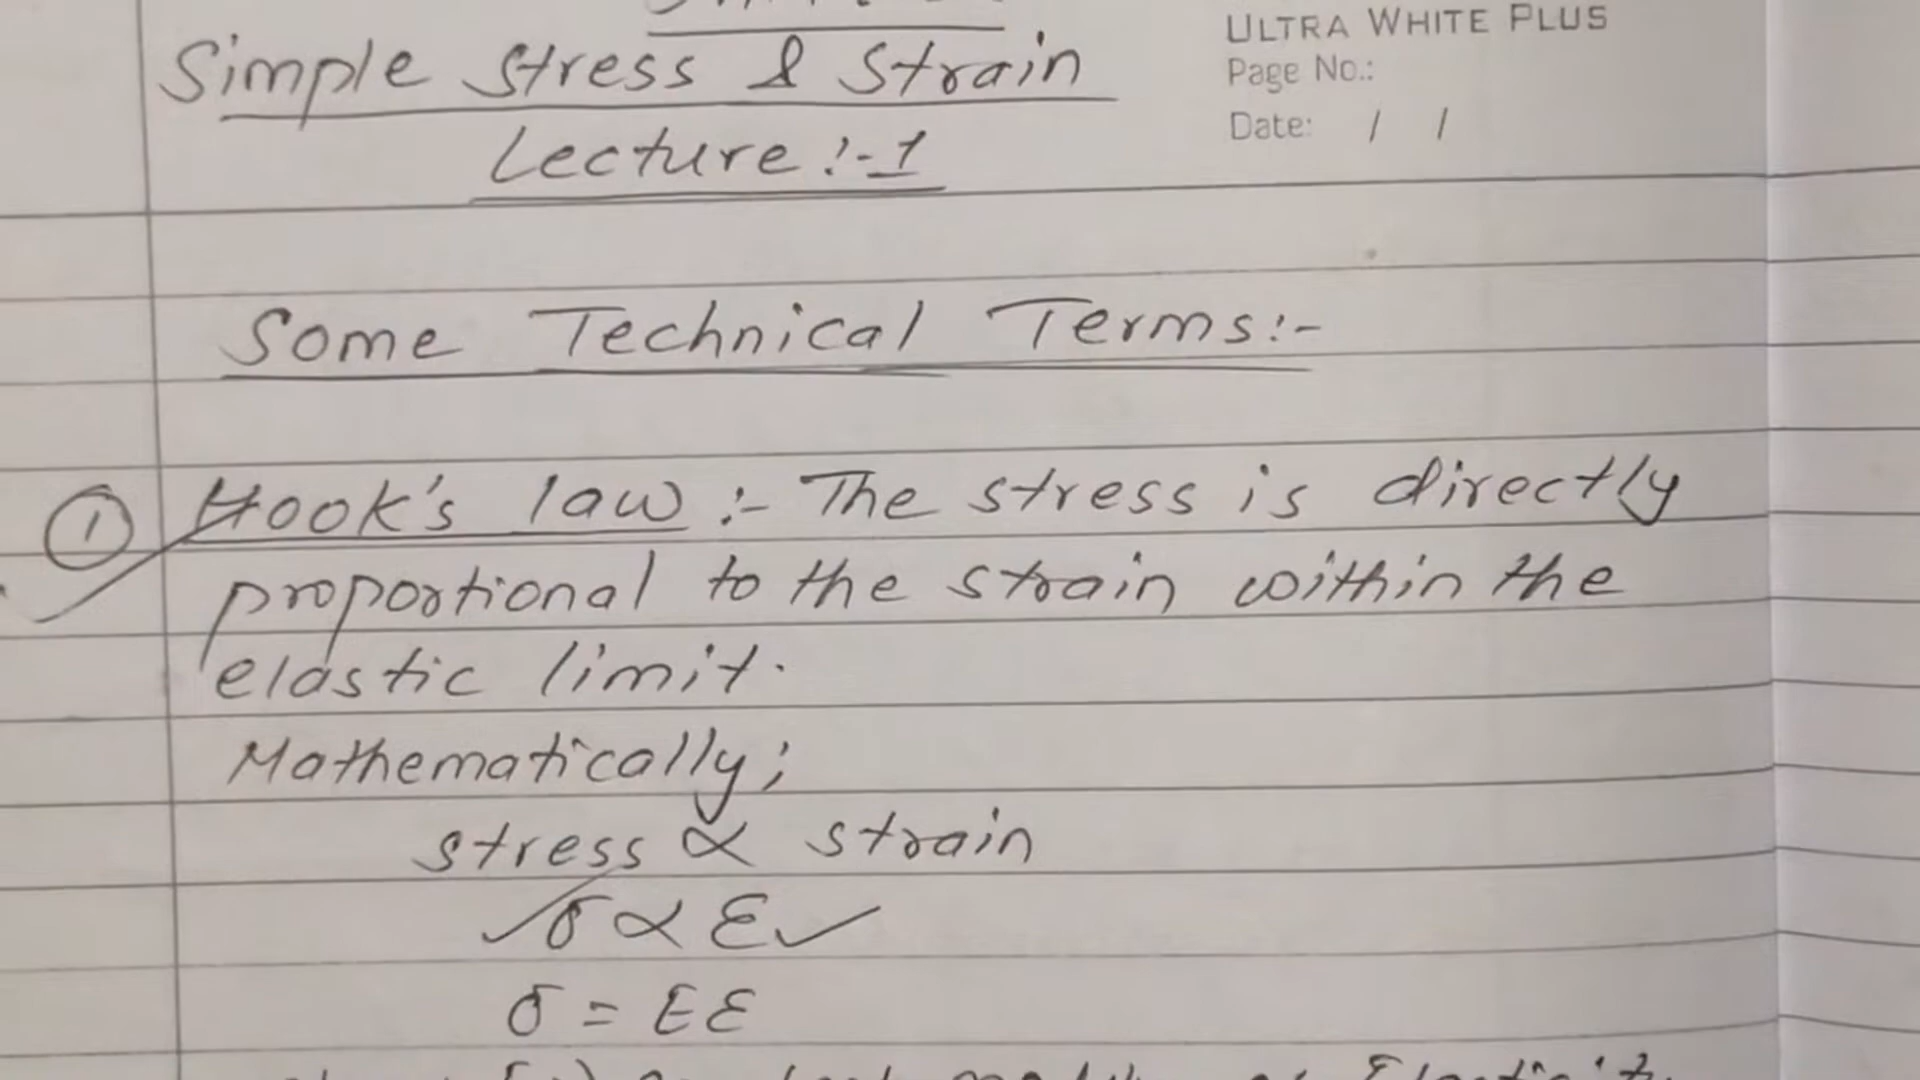 ULTRA WHITE PLUS
Simple Stress & Strain
Page No.:
Lecture :- 1
Date: / /
Some Technical Terms:-
① Hook's law :- The stress is directly
proportional to the strain within the
elastic limit.
Mathematically;
stress ∝ strain
σ ∝ ε
σ = Eε